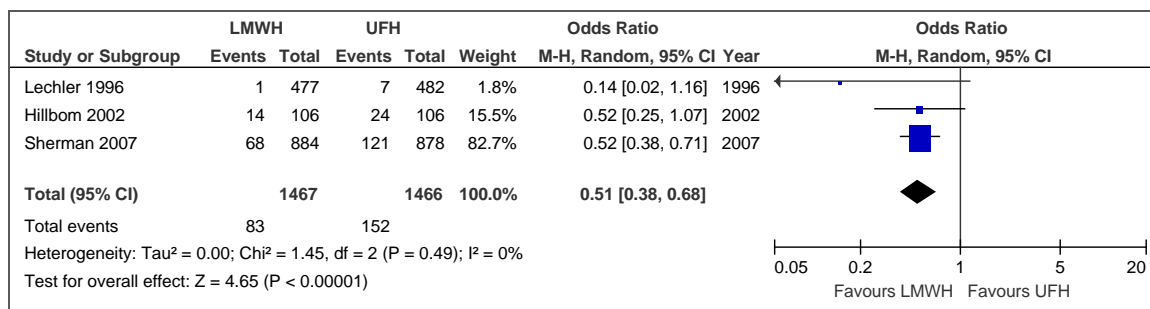 LMWH UFH Odds Ratio Odds Ratio
Study or Subgroup Events Total Events Total Weight M-H, Random, 95% CI Year M-H, Random, 95% CI
Lechler 1996 1 477 7 482 1.8% 0.14 [0.02, 1.16] 1996
Hillbom 2002 14 106 24 106 15.5% 0.52 [0.25, 1.07] 2002
Sherman 2007 68 884 121 878 82.7% 0.52 [0.38, 0.71] 2007
Total (95% CI) 1467 1466 100.0% 0.51 [0.38, 0.68]
Total events 83 152
Heterogeneity: Tau² = 0.00; Chi² = 1.45, df = 2 (P = 0.49); I² = 0%
Test for overall effect: Z = 4.65 (P < 0.00001)
0.05 0.2 1 5 20
Favours LMWH Favours UFH